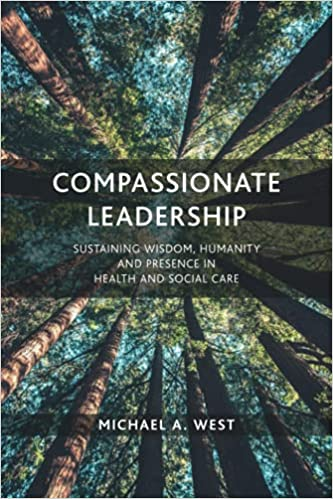 COMPASSIONATE
LEADERSHIP
SUSTAINING WISDOM, HUMANITY
AND PRESENCE IN
HEALTH AND SOCIAL CARE
MICHAEL A. WEST